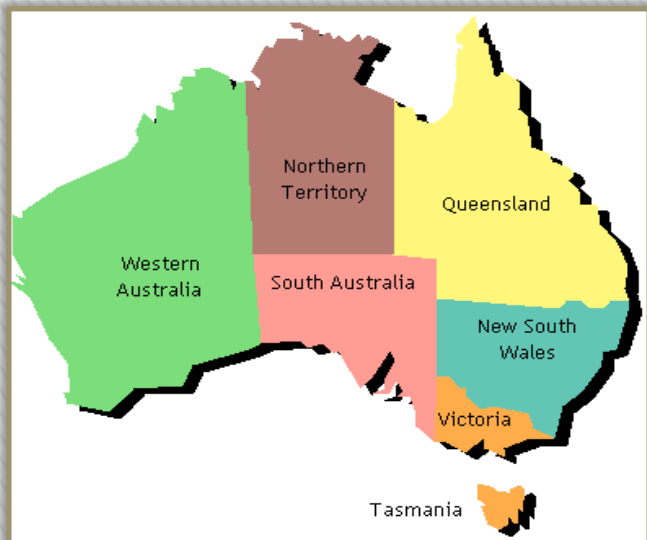 Northern
Territory
Queensland
Western
Australia
South Australia
New South
Wales
Victoria
Tasmania